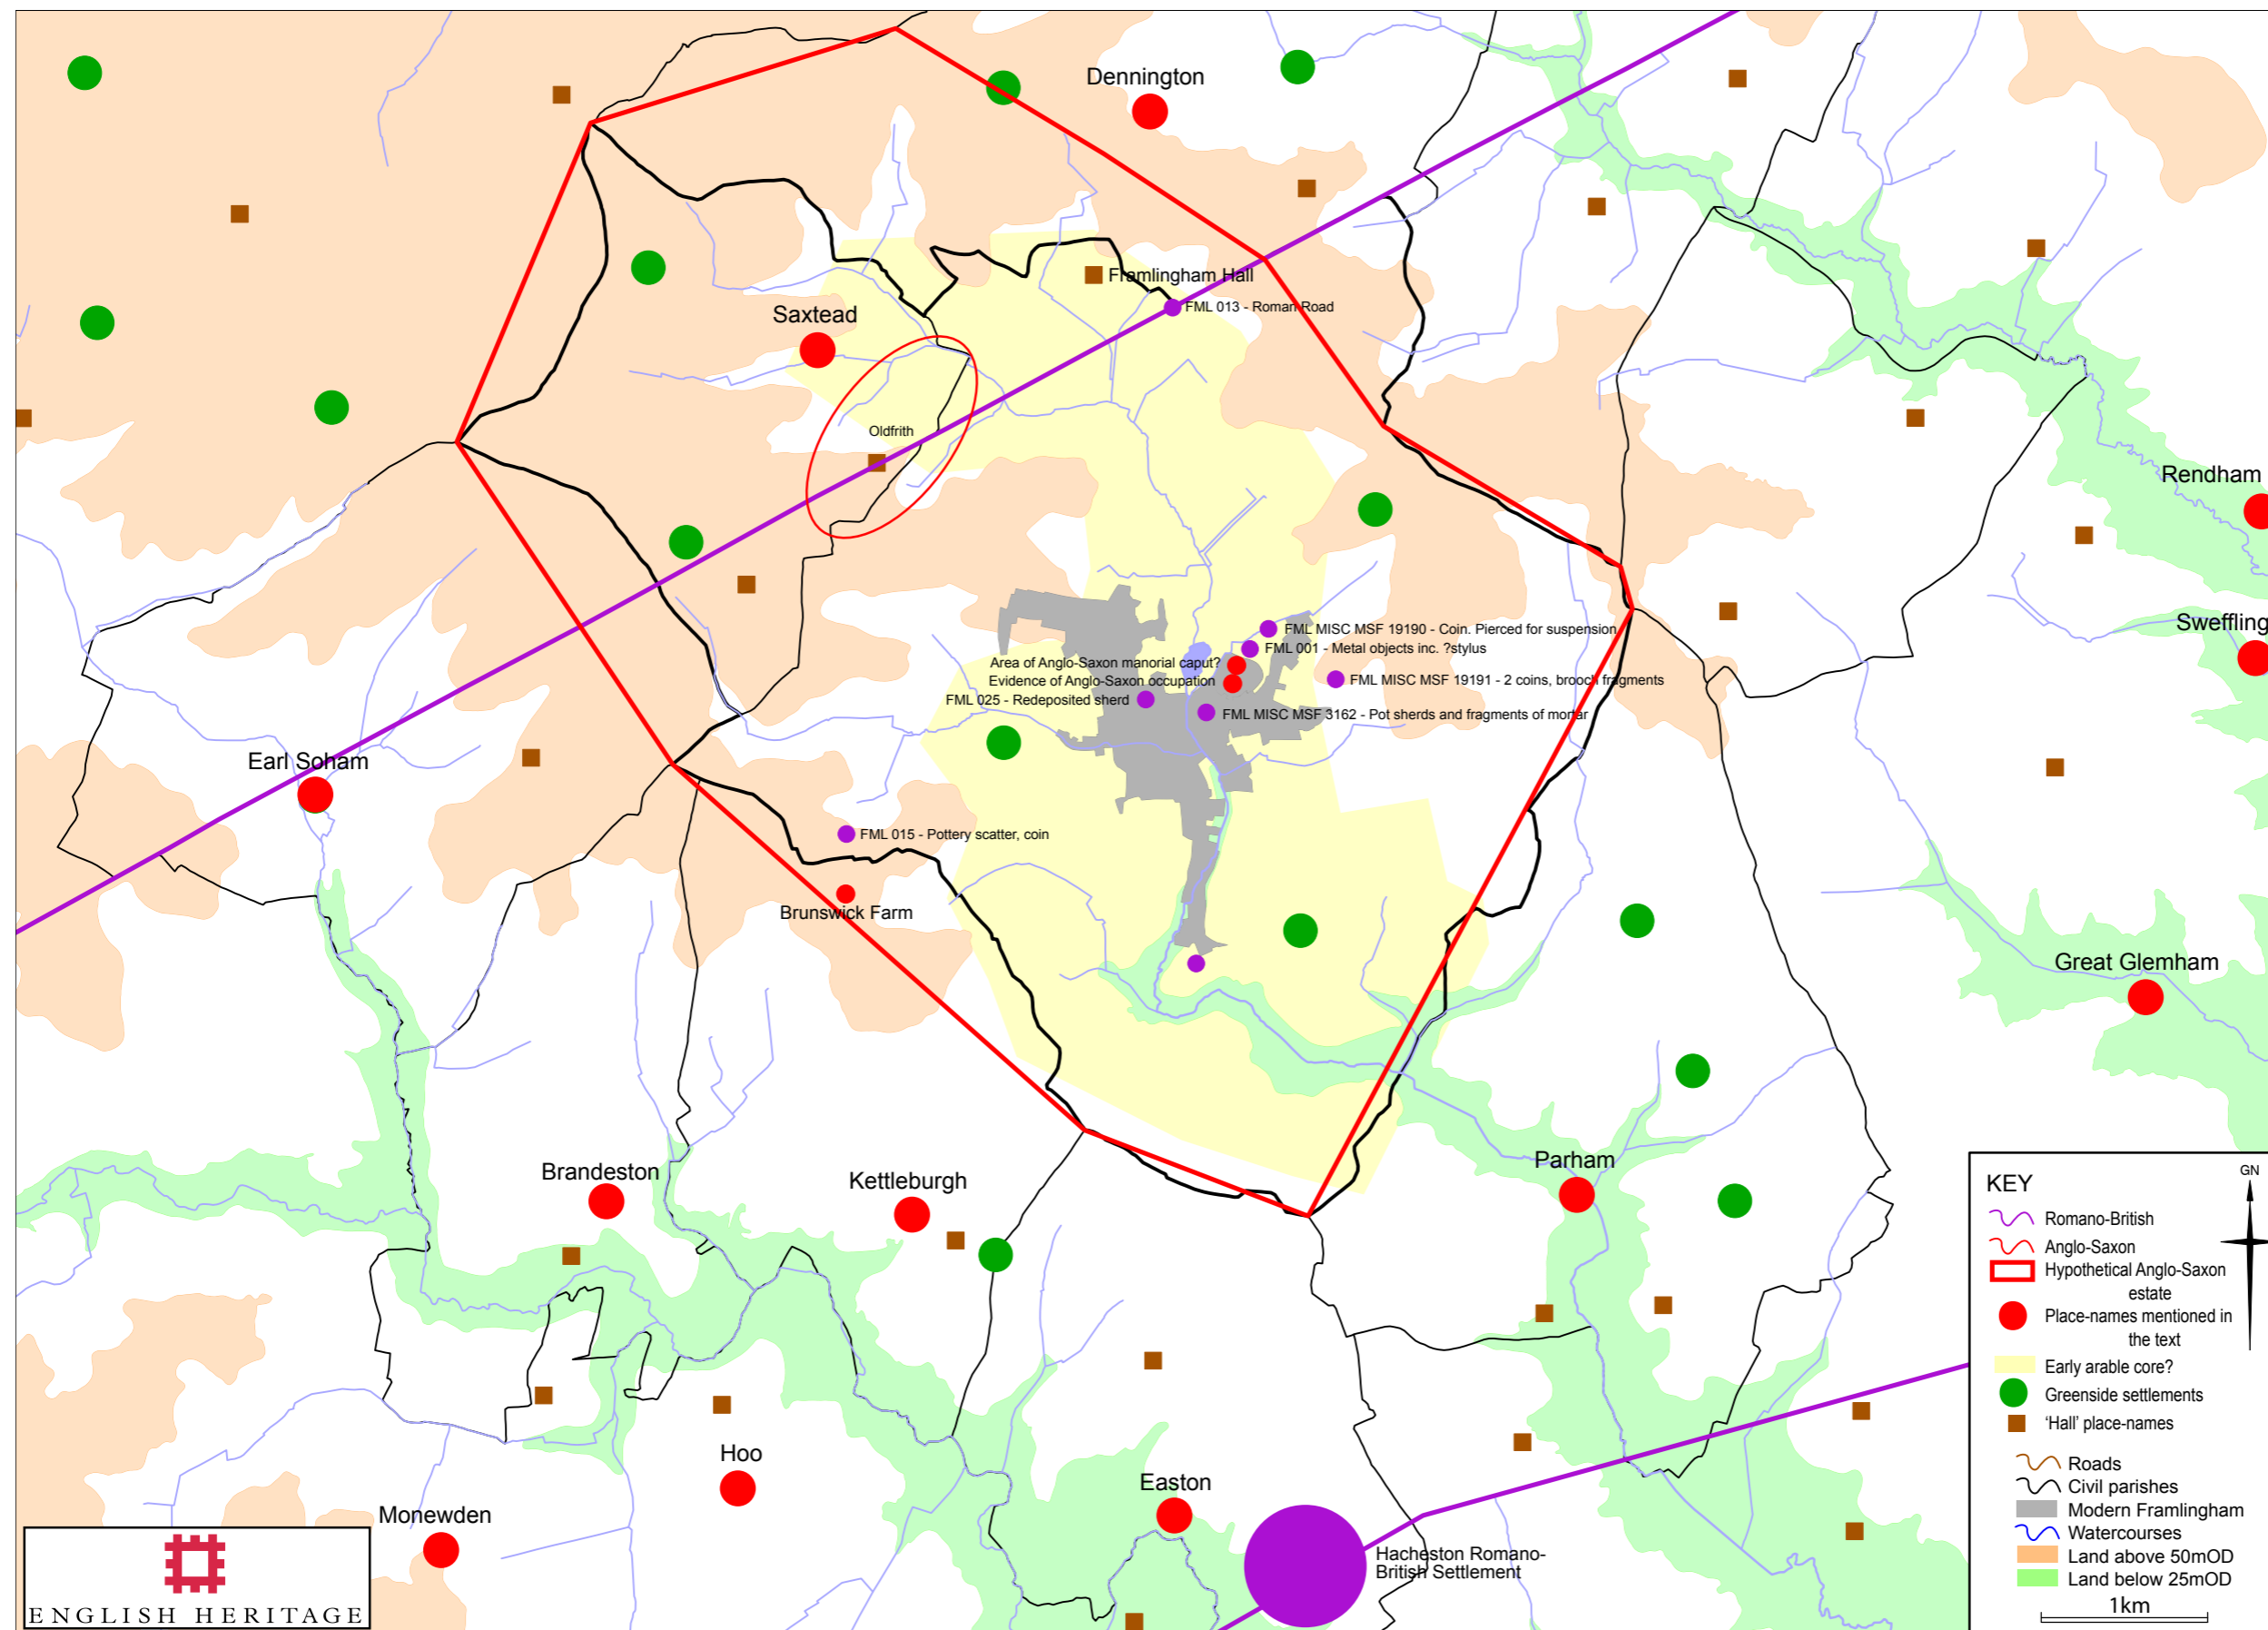 Dennington
Framlingham Hall
FML 013 - Roman Road
Saxtead
Oldfrith
Rendham
Sweffling
FML MISC MSF 19190 - Coin. Pierced for suspension
FML 001 - Metal objects inc. ?stylus
Area of Anglo-Saxon manorial caput?
Evidence of Anglo-Saxon occupation
FML MISC MSF 19191 - 2 coins, brooch fragments
FML 025 - Redeposited sherd
FML MISC MSF 3162 - Pot sherds and fragments of mortar
Earl Soham
FML 015 - Pottery scatter, coin
Brunswick Farm
Great Glemham
Brandeston
Kettleburgh
Parham
Hoo
Easton
Monewden
Hacheston Romano-
British Settlement
ENGLISH HERITAGE
KEY
GN
Romano-British
Anglo-Saxon
Hypothetical Anglo-Saxon
estate
Place-names mentioned in
the text
Early arable core?
Greenside settlements
'Hall' place-names
Roads
Civil parishes
Modern Framlingham
Watercourses
Land above 50mOD
Land below 25mOD
1km